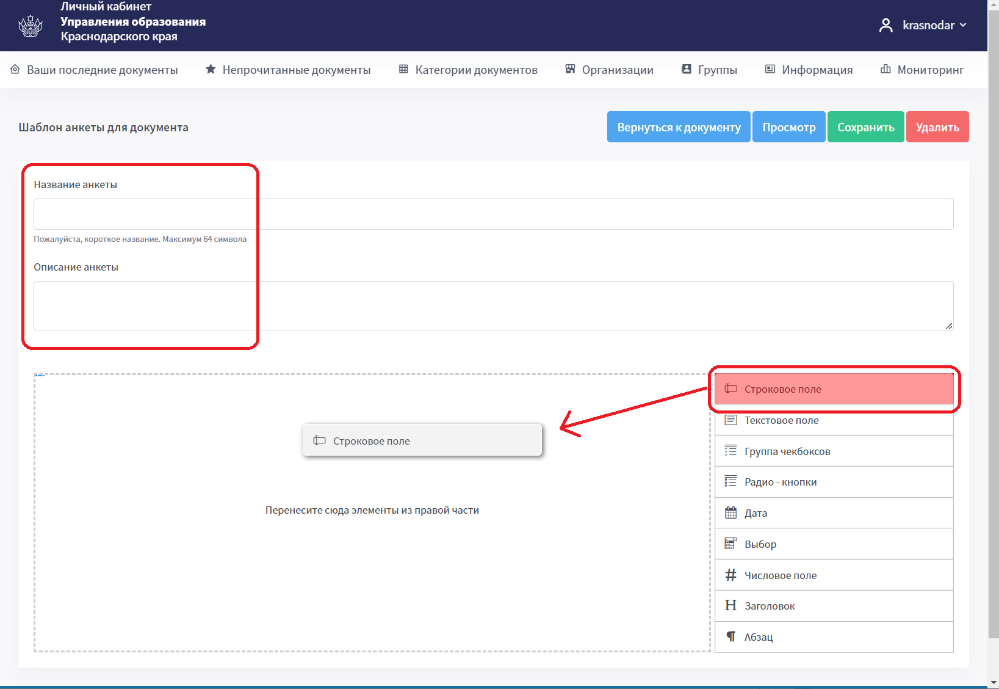 Личный кабинет
Управления образования
Краснодарского края
krasnodar
Ваши последние документы
Непрочитанные документы
Категории документов
Организации
Группы
Информация
Мониторинг
Шаблон анкеты для документа
Вернуться к документу
Просмотр
Сохранить
Удалить
Название анкеты
Пожалуйста, короткое название. Максимум 64 символа
Описание анкеты
Строковое поле
Перенесите сюда элементы из правой части
Строковое поле
Текстовое поле
Группа чекбоксов
Радио - кнопки
Дата
Выбор
Числовое поле
Заголовок
Абзац